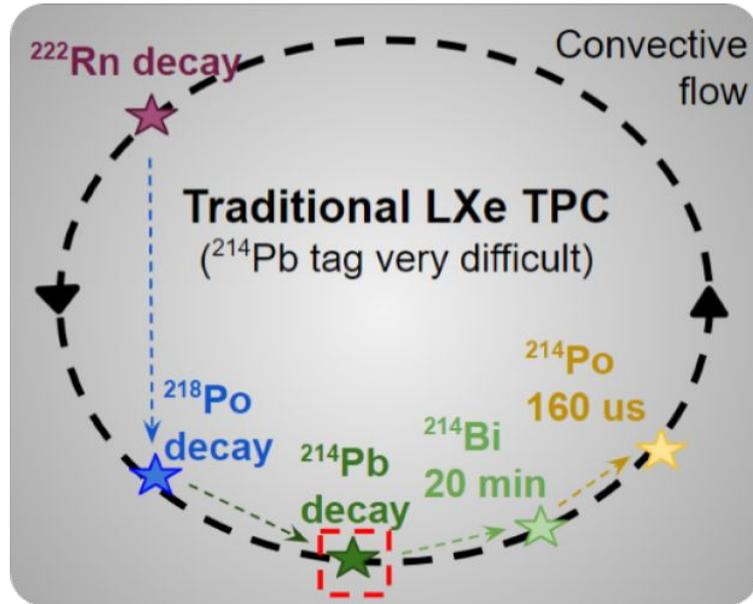 ²²²Rn decay
Convective
flow
Traditional LXe TPC
(²¹⁴Pb tag very difficult)
²¹⁸Po
decay
²¹⁴Pb
decay
²¹⁴Bi
20 min
²¹⁴Po
160 us